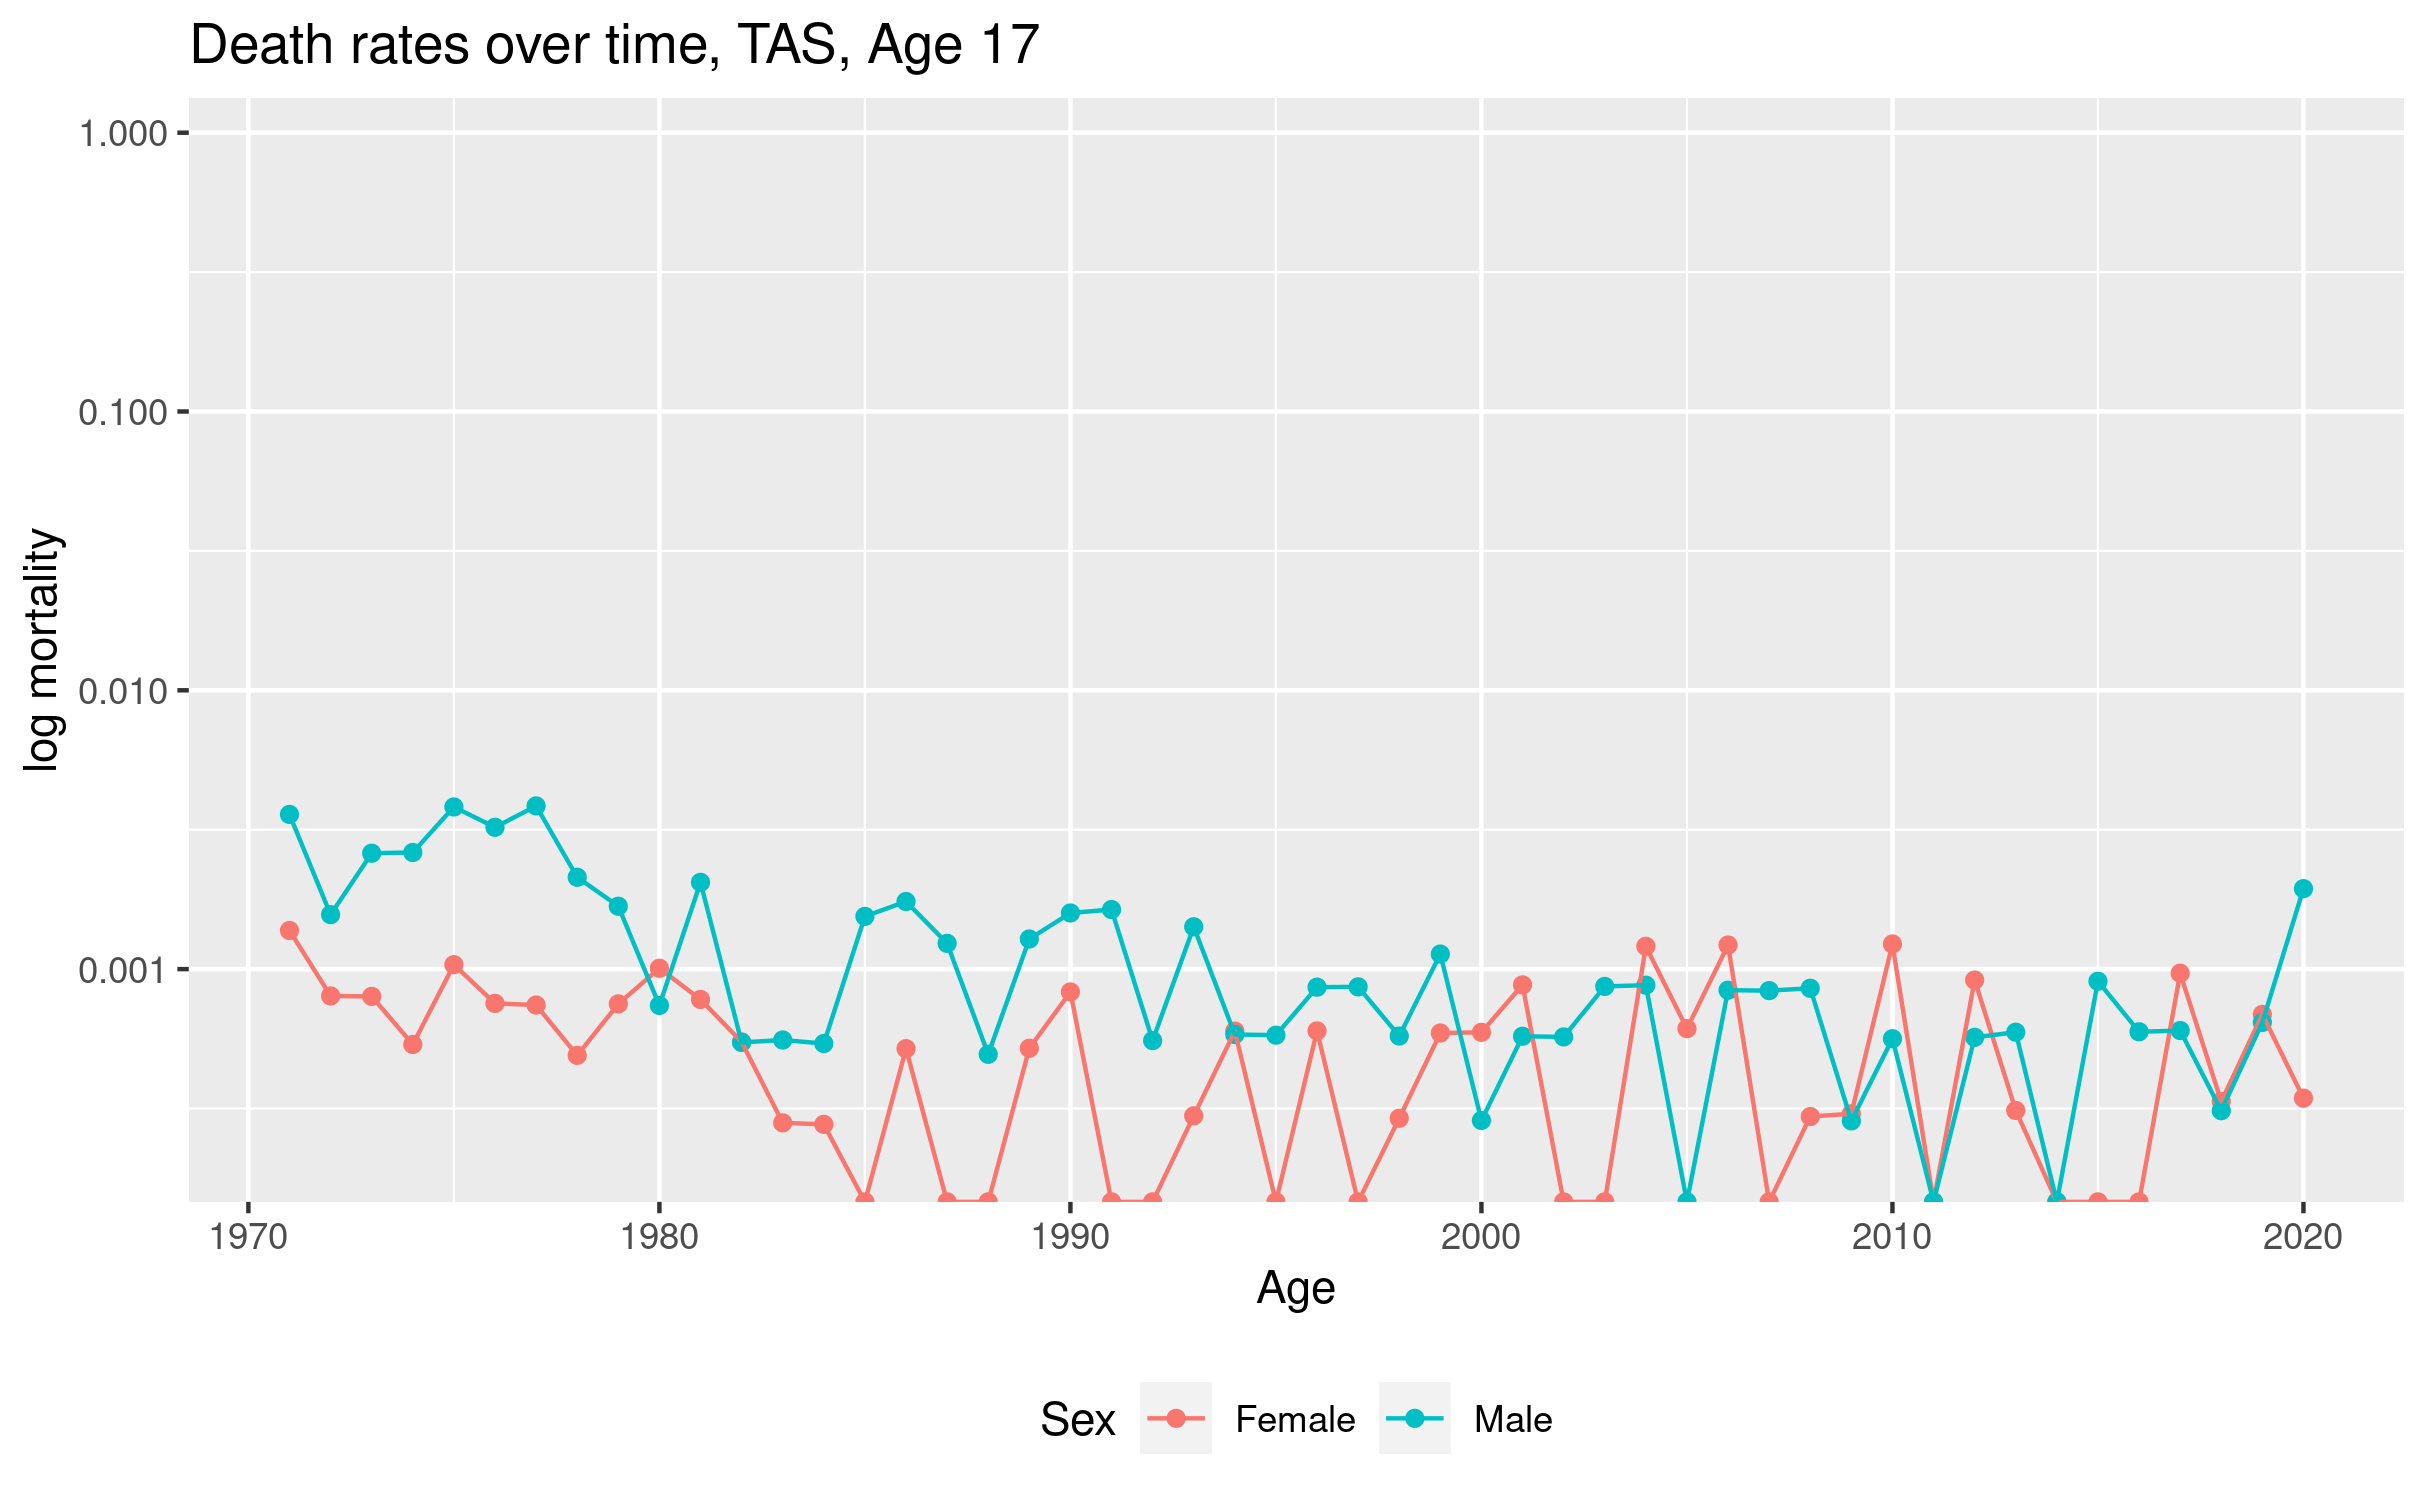 Death rates over time, TAS, Age 17
1.000
0.100
0.010
0.001
log mortality
1970 1980 1990 2000 2010 2020
Age
Sex Female Male